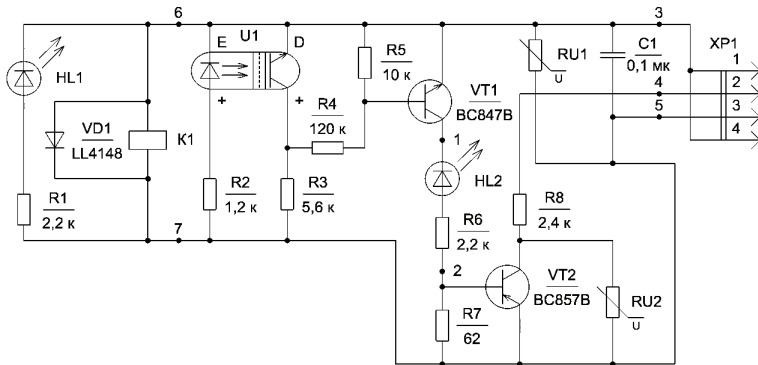 6
3
U1
E
D
XP1
HL1
R5
10 к
RU1
U
C1
0,1 мк
1
2
3
4
4
5
+
+
R4
120 к
VT1
BC847B
VD1
LL4148
K1
1
HL2
R1
2,2 к
R2
1,2 к
R3
5,6 к
R6
2,2 к
R8
2,4 к
7
2
VT2
BC857B
RU2
U
R7
62